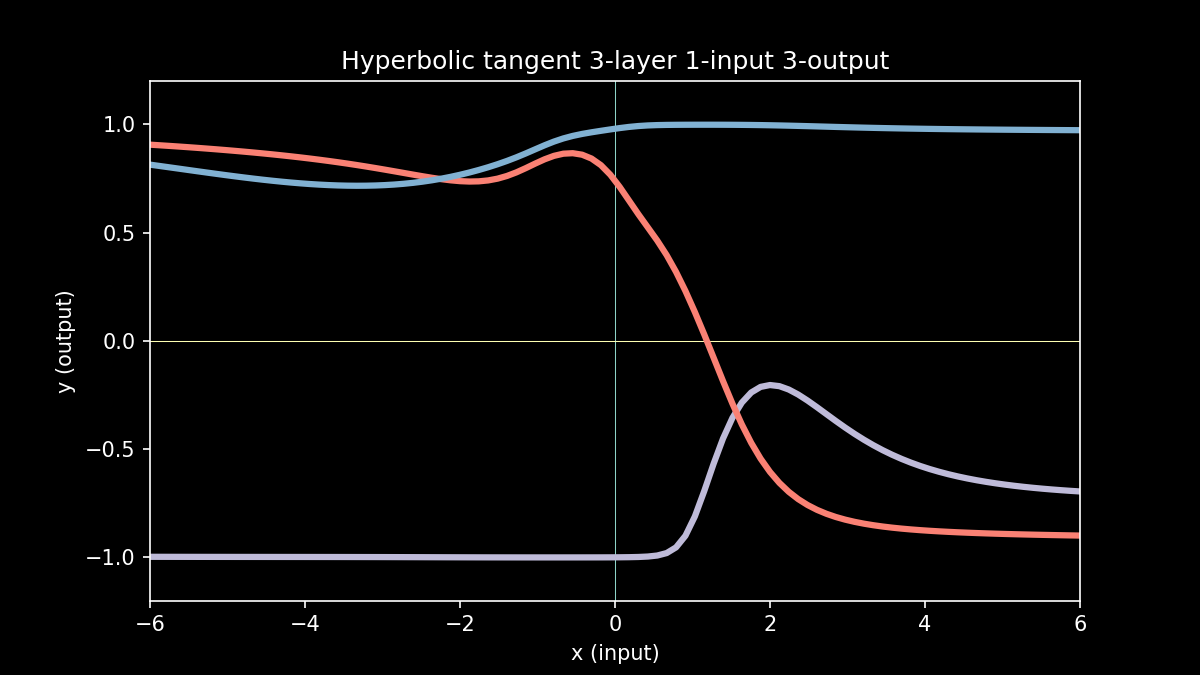 Hyperbolic tangent 3-layer 1-input 3-output
1.0
0.5
0.0
−0.5
−1.0
y (output)
−6 −4 −2 0 2 4 6
x (input)